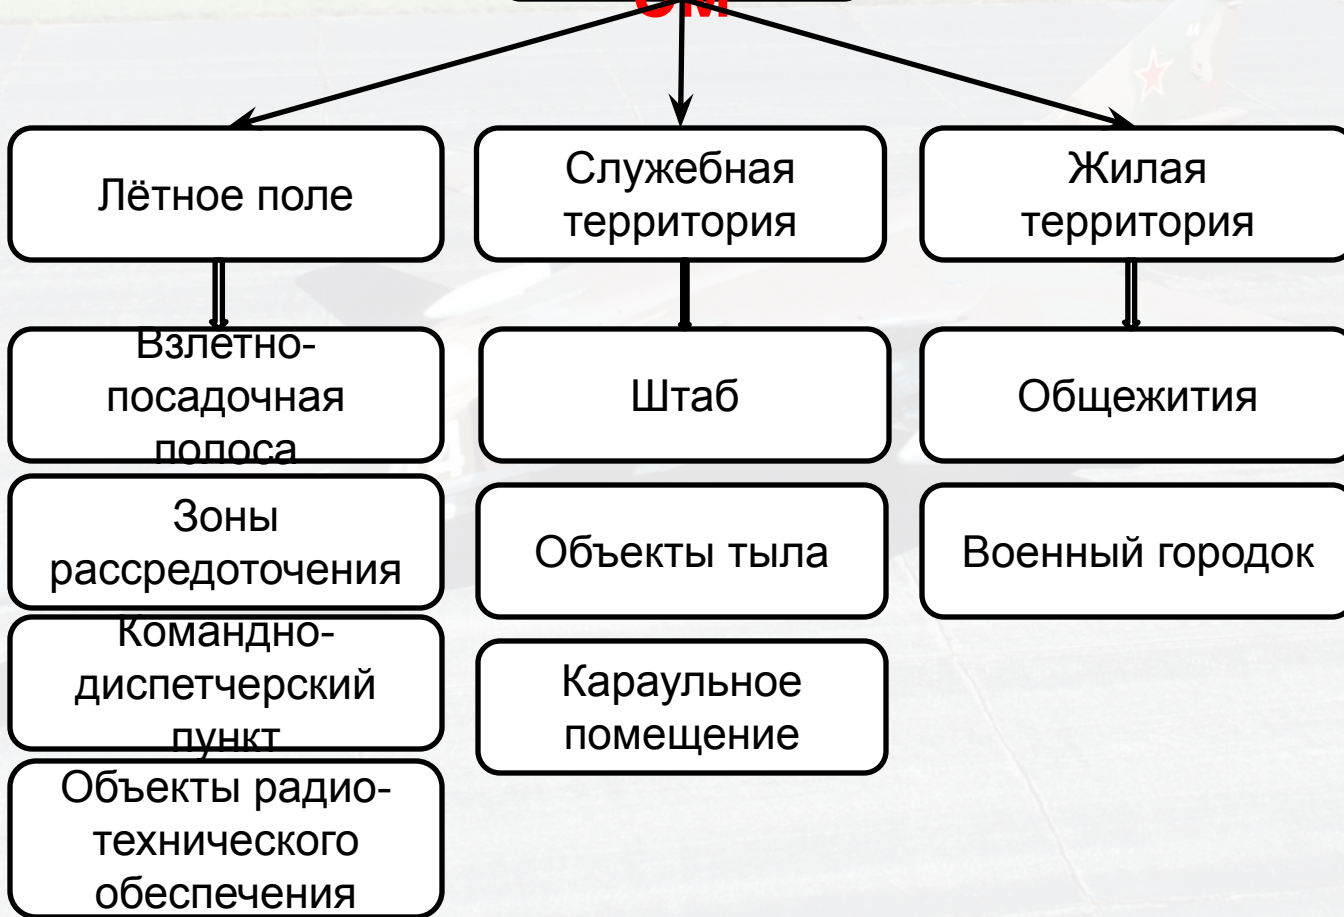 Лётное поле
Служебная
территория
Жилая
территория
Взлетно-
посадочная
полоса
Штаб
Общежития
Зоны
рассредоточения
Объекты тыла
Военный городок
Командно-
диспетчерский
пункт
Караульное
помещение
Объекты радио-
технического
обеспечения